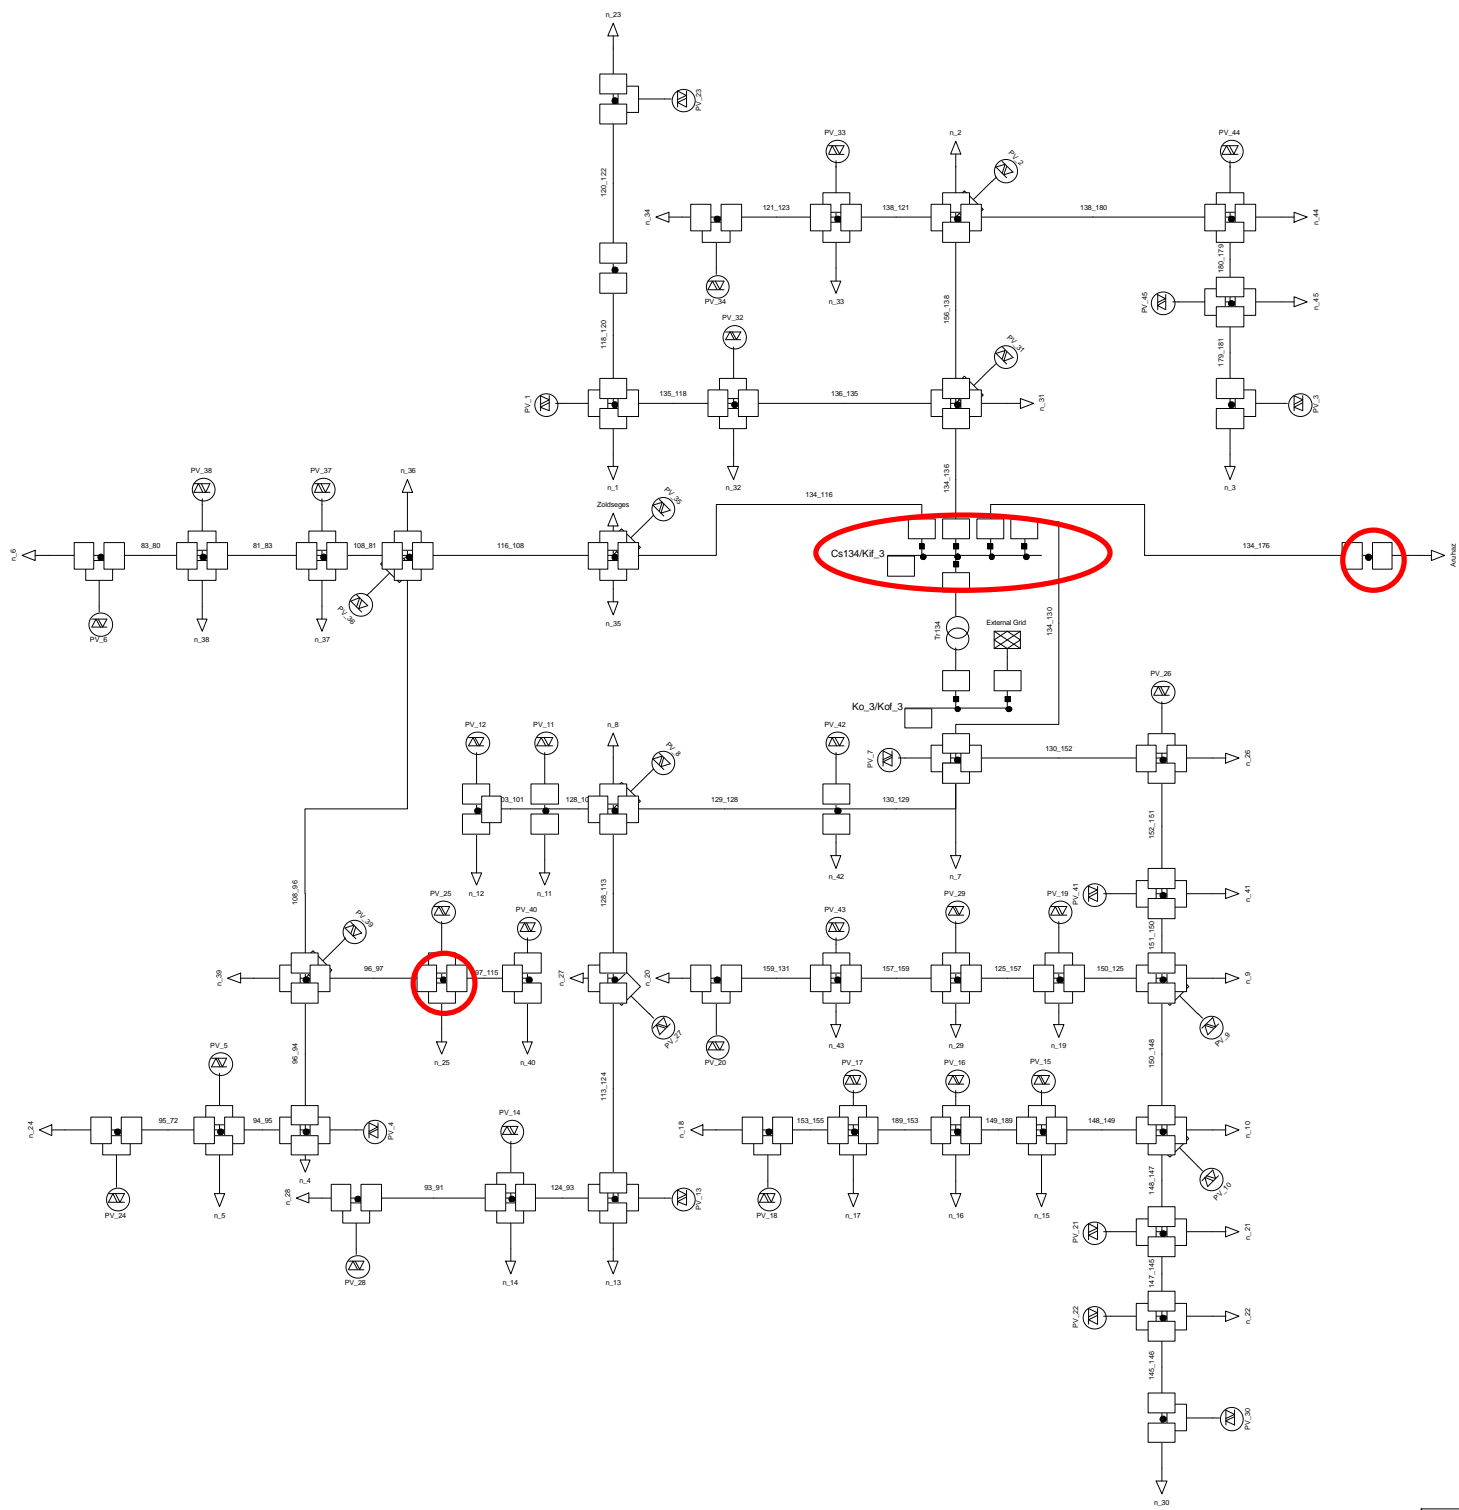 n_23
PV_23
120_122
PV_33
n_2
PV_2
PV_44
n_34
121_123
138_121
138_180
n_44
180_179
PV_34
n_33
PV_45
n_45
118_120
PV_32
156_138
PV_31
179_181
PV_1
135_118
136_135
n_31
PV_3
n_1
n_32
134_136
n_3
PV_38
PV_37
n_36
134_116
Zoldseges
PV_35
n_6
83_80
81_83
108_81
116_108
Cs134/Kif_3
134_176
Aruhaz
PV_36
PV_6
n_38
n_37
n_35
Tr134
External Grid
134_130
PV_26
Ko_3/Kof_3
PV_12
PV_11
n_8
PV_8
PV_42
PV_7
130_152
n_26
03_101
128_10
129_128
130_129
152_151
n_12
n_11
n_42
n_7
108_96
PV_25
128_113
PV_41
n_41
PV_39
PV_40
PV_43
PV_29
PV_19
151_150
n_39
96_97
97_115
n_27
n_20
159_131
157_159
125_157
150_125
n_9
PV_27
PV_9
96_94
PV_5
n_25
n_40
PV_20
n_43
n_29
n_19
150_148
113_124
PV_17
PV_16
PV_15
n_24
95_72
94_95
PV_4
PV_14
n_18
153_155
189_153
149_189
148_149
n_10
n_4
PV_10
148_147
n_28
93_91
124_93
PV_13
PV_24
n_5
PV_18
n_17
n_16
n_15
PV_21
n_21
PV_28
n_14
n_13
147_145
PV_22
n_22
145_146
PV_30
n_30